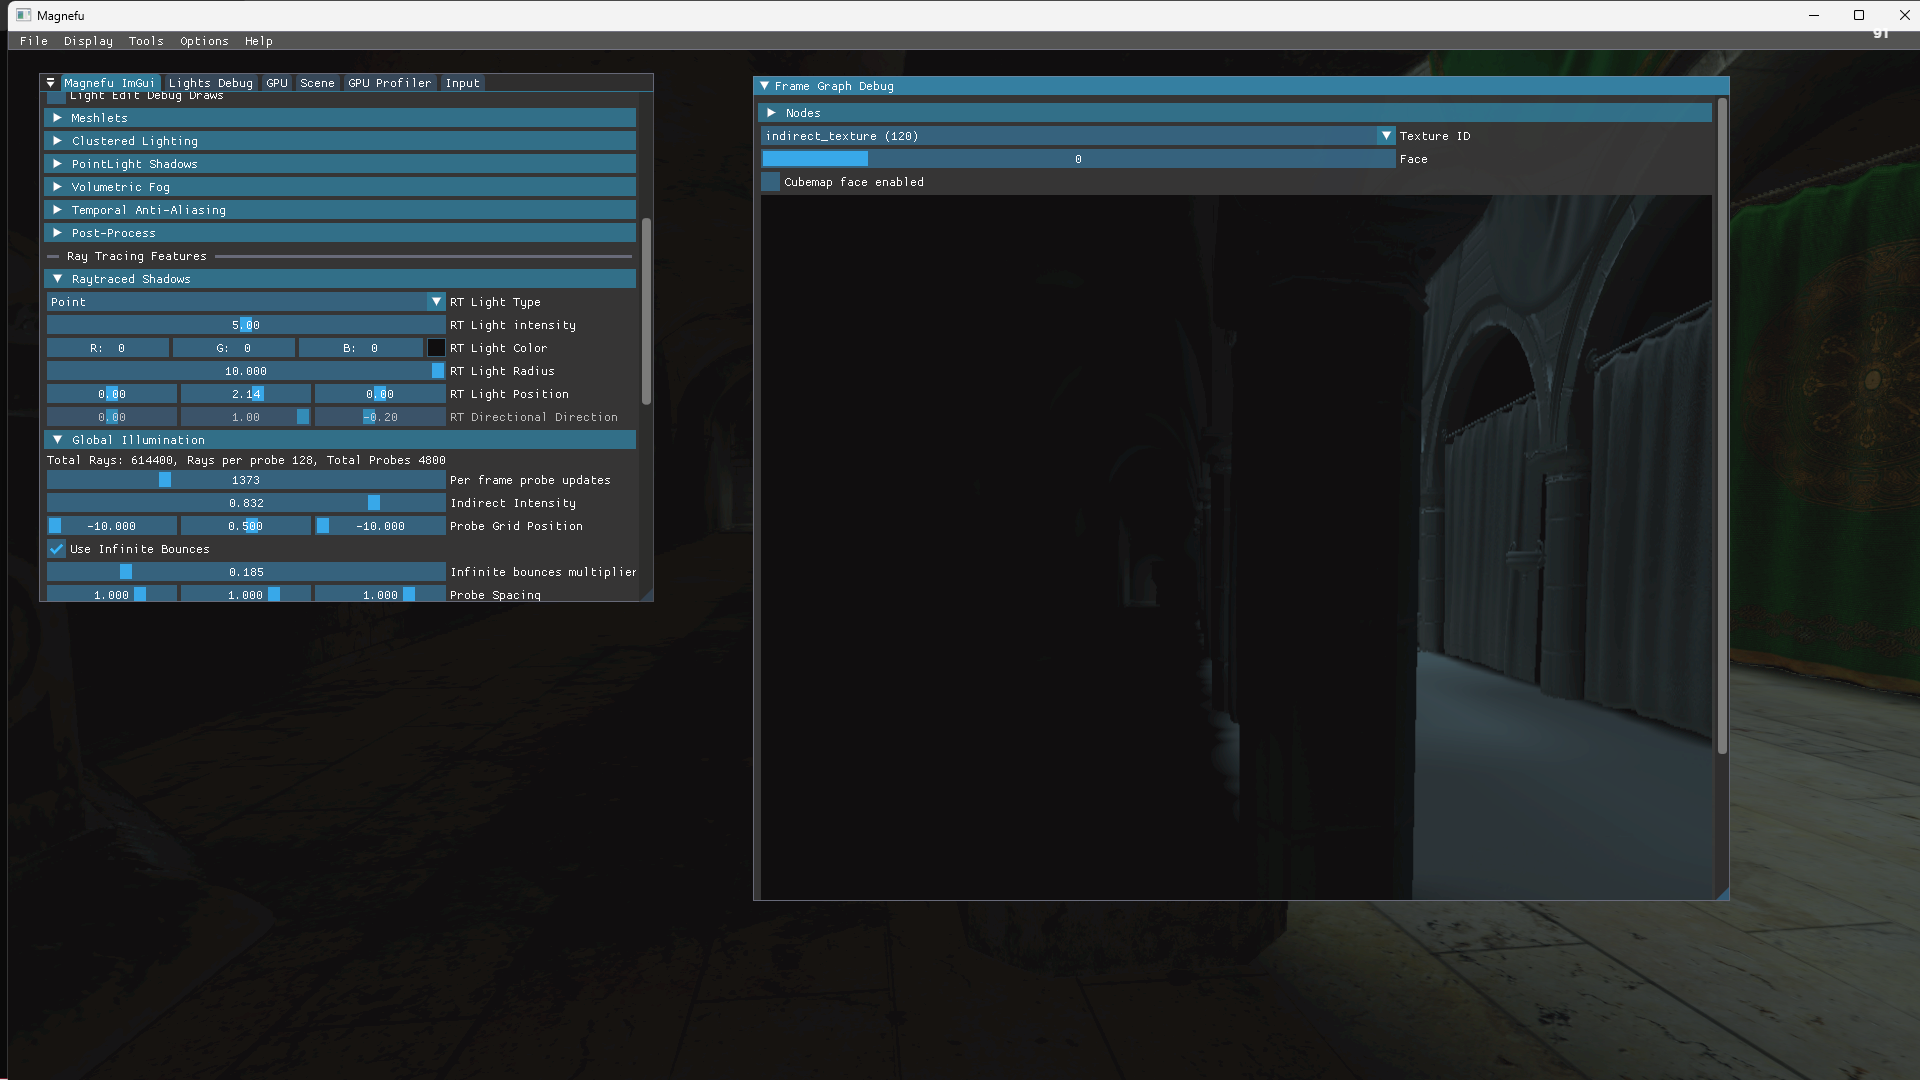 Magnefu
File Display Tools Options Help
91
Magnefu ImGui Lights Debug GPU Scene GPU Profiler Input
Light Edit Debug Draws
Meshlets
Clustered Lighting
PointLight Shadows
Volumetric Fog
Temporal Anti-Aliasing
Post-Process
Ray Tracing Features
Raytraced Shadows
Point RT Light Type
5.00 RT Light intensity
R: 0 G: 0 B: 0 RT Light Color
10.000 RT Light Radius
0.00 2.14 0.00 RT Light Position
0.00 1.00 -0.20 RT Directional Direction
Global Illumination
Total Rays: 614400, Rays per probe 128, Total Probes 4800
1373 Per frame probe updates
0.832 Indirect Intensity
-10.000 0.500 -10.000 Probe Grid Position
Use Infinite Bounces
0.185 Infinite bounces multiplier
1.000 1.000 1.000 Probe Spacing
Frame Graph Debug
Nodes
indirect_texture (120) Texture ID
0 Face
Cubemap face enabled